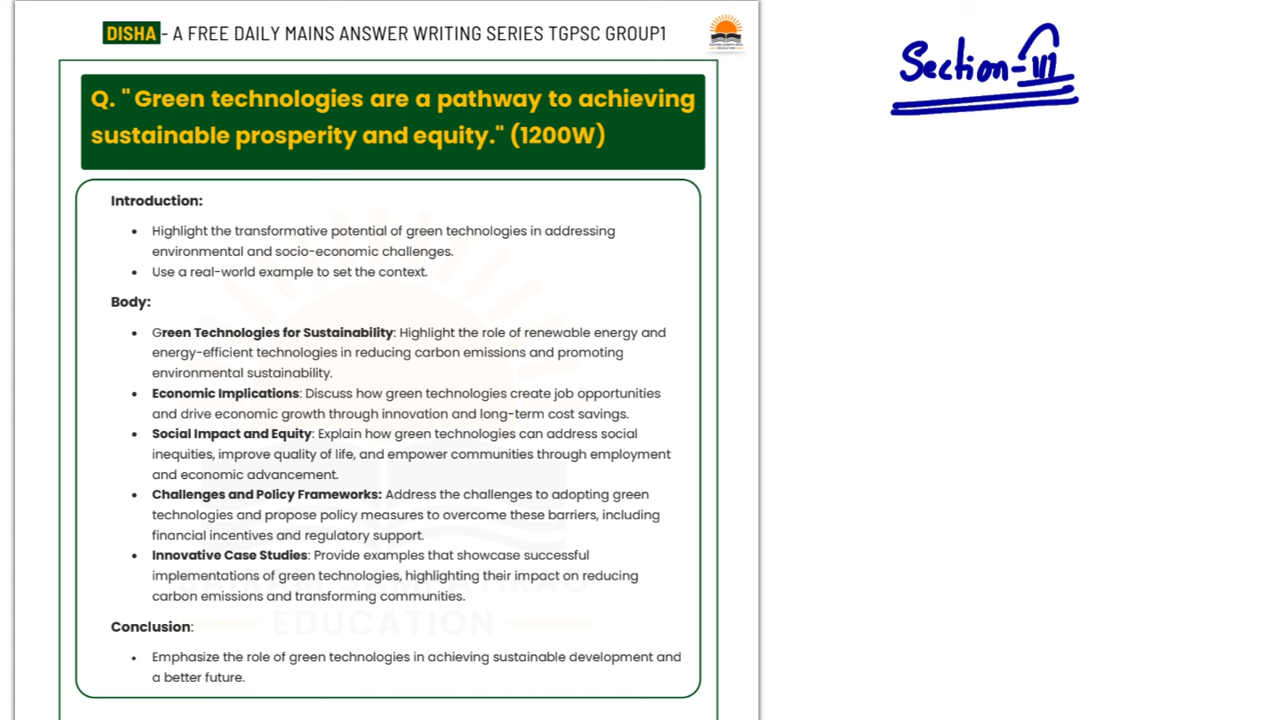 DISHA - A FREE DAILY MAINS ANSWER WRITING SERIES TGPSC GROUP1
Section-III
Q. " Green technologies are a pathway to achieving
sustainable prosperity and equity." (1200W)
Introduction:
• Highlight the transformative potential of green technologies in addressing
environmental and socio-economic challenges.
• Use a real-world example to set the context.
Body:
• Green Technologies for Sustainability: Highlight the role of renewable energy and
energy-efficient technologies in reducing carbon emissions and promoting
environmental sustainability.
• Economic Implications: Discuss how green technologies create job opportunities
and drive economic growth through innovation and long-term cost savings.
• Social Impact and Equity: Explain how green technologies can address social
inequities, improve quality of life, and empower communities through employment
and economic advancement.
• Challenges and Policy Frameworks: Address the challenges to adopting green
technologies and propose policy measures to overcome these barriers, including
financial incentives and regulatory support.
• Innovative Case Studies: Provide examples that showcase successful
implementations of green technologies, highlighting their impact on reducing
carbon emissions and transforming communities.
EDUCATION
Conclusion:
• Emphasize the role of green technologies in achieving sustainable development and
a better future.